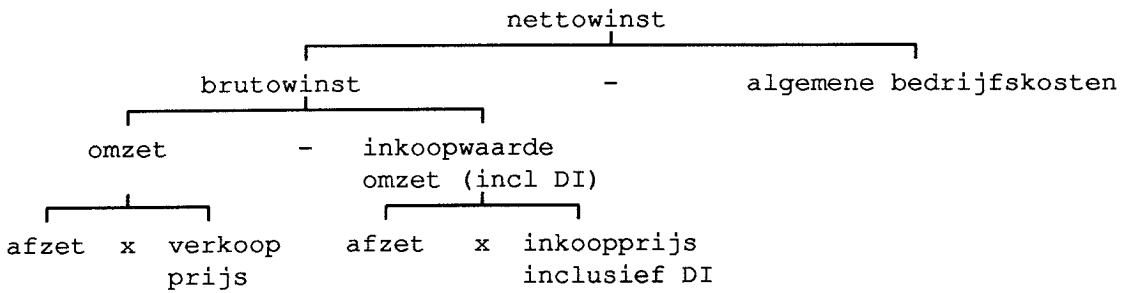 nettowinst
brutowinst - algemene bedrijfskosten
omzet - inkoopwaarde
omzet (incl DI)
afzet x verkoop afzet x inkoopprijs
prijs inclusief DI